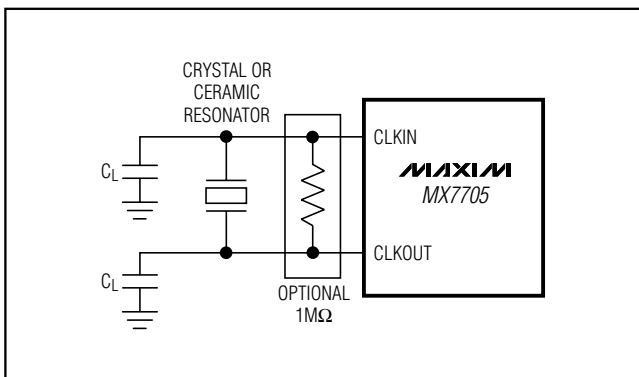 CRYSTAL OR
CERAMIC
RESONATOR
CLKIN
CL
MAXIM
MX7705
CLKOUT
CL
OPTIONAL
1MΩ